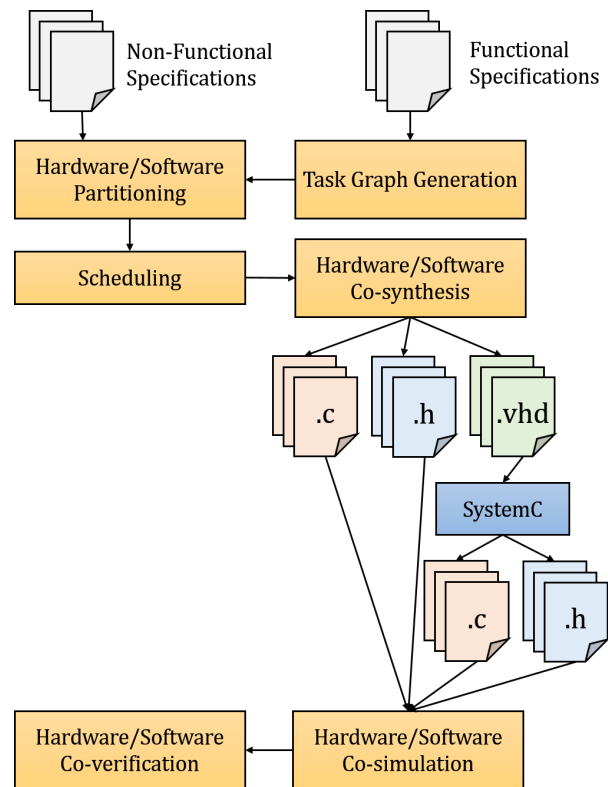 Non-Functional
Specifications
Functional
Specifications
Hardware/Software
Partitioning
Task Graph Generation
Scheduling
Hardware/Software
Co-synthesis
.c
.h
.vhd
SystemC
.c
.h
Hardware/Software
Co-verification
Hardware/Software
Co-simulation